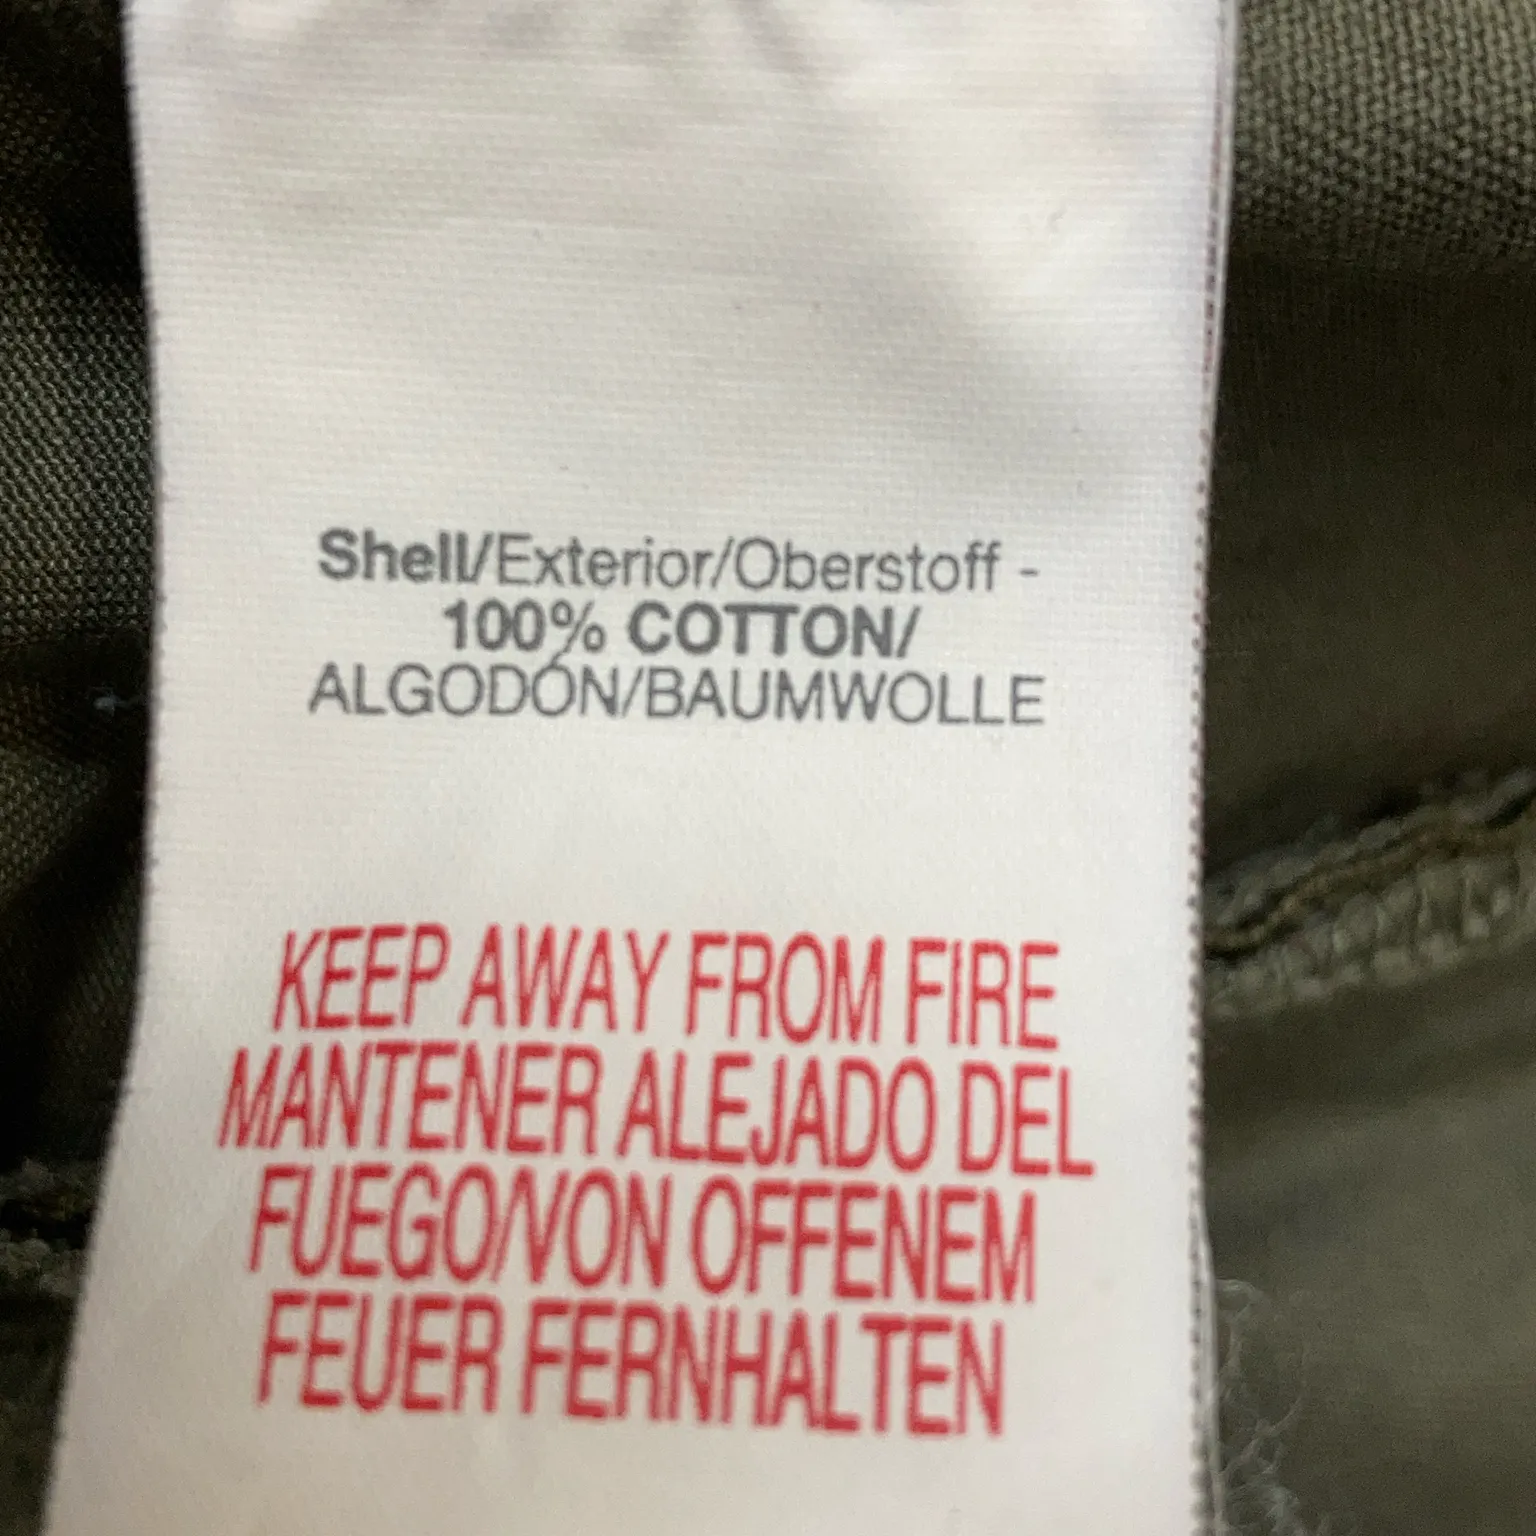 Shell/Exterior/Oberstoff -
100% COTTON/
ALGODÓN/BAUMWOLLE
KEEP AWAY FROM FIRE
MANTENER ALEJADO DEL
FUEGO/VON OFFENEM
FEUER FERNHALTEN